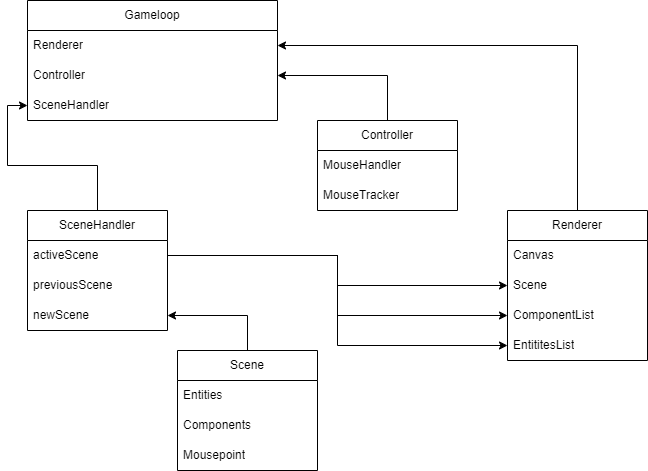 Gameloop
Renderer
Controller
SceneHandler
Controller
MouseHandler
MouseTracker
SceneHandler
activeScene
previousScene
newScene
Renderer
Canvas
Scene
ComponentList
EntititesList
Scene
Entities
Components
Mousepoint